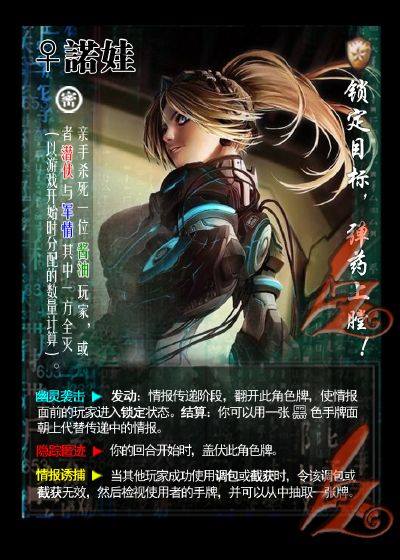 ♀諾娃
密
锁定目标，弹药上膛！
亲手杀死一位酱油玩家，或
者潜伏与军情其中一方全灭
（以游戏开始时分配的数量计算）。
幽灵袭击 ▶ 发动：情报传递阶段，翻开此角色牌，使情报
面前的玩家进入锁定状态。结算：你可以用一张 色手牌面
朝上代替传递中的情报。
隐踪匿迹 ▶ 你的回合开始时，盖伏此角色牌。
情报诱捕 ▶ 当其他玩家成功使用调包或截获时，令该调包或
截获无效，然后检视使用者的手牌，并可以从中抽取一张牌。